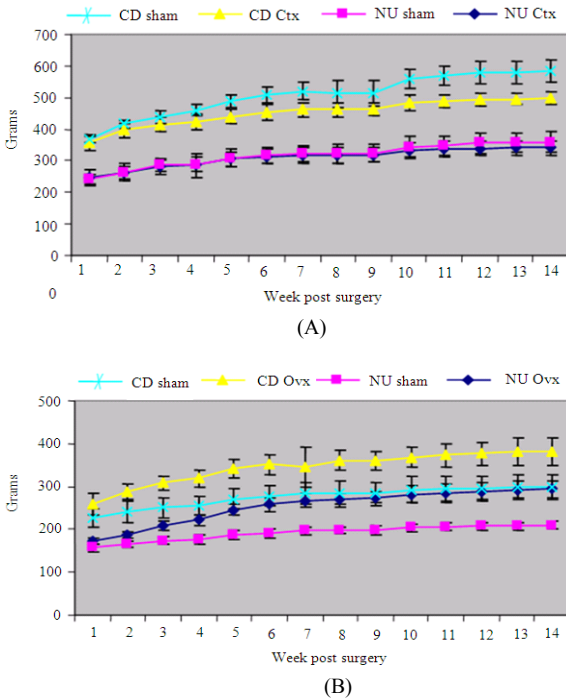 CD sham CD Ctx NU sham NU Ctx
700
600
500
400
300
200
100
0
Grams
1 2 3 4 5 6 7 8 9 10 11 12 13 14
0
Week post surgery
(A)
CD sham CD Ovx NU sham NU Ovx
500
400
300
200
100
0
Grams
1 2 3 4 5 6 7 8 9 10 11 12 13 14
Week post surgery
(B)